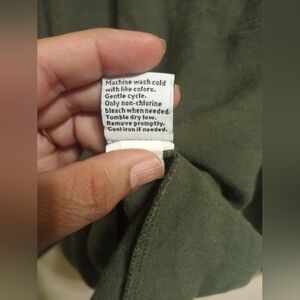 Machine wash cold
with like colors.
Gentle cycle.
Only non-chlorine
bleach when needed.
Tumble dry low.
Remove promptly.
Cool iron if needed.